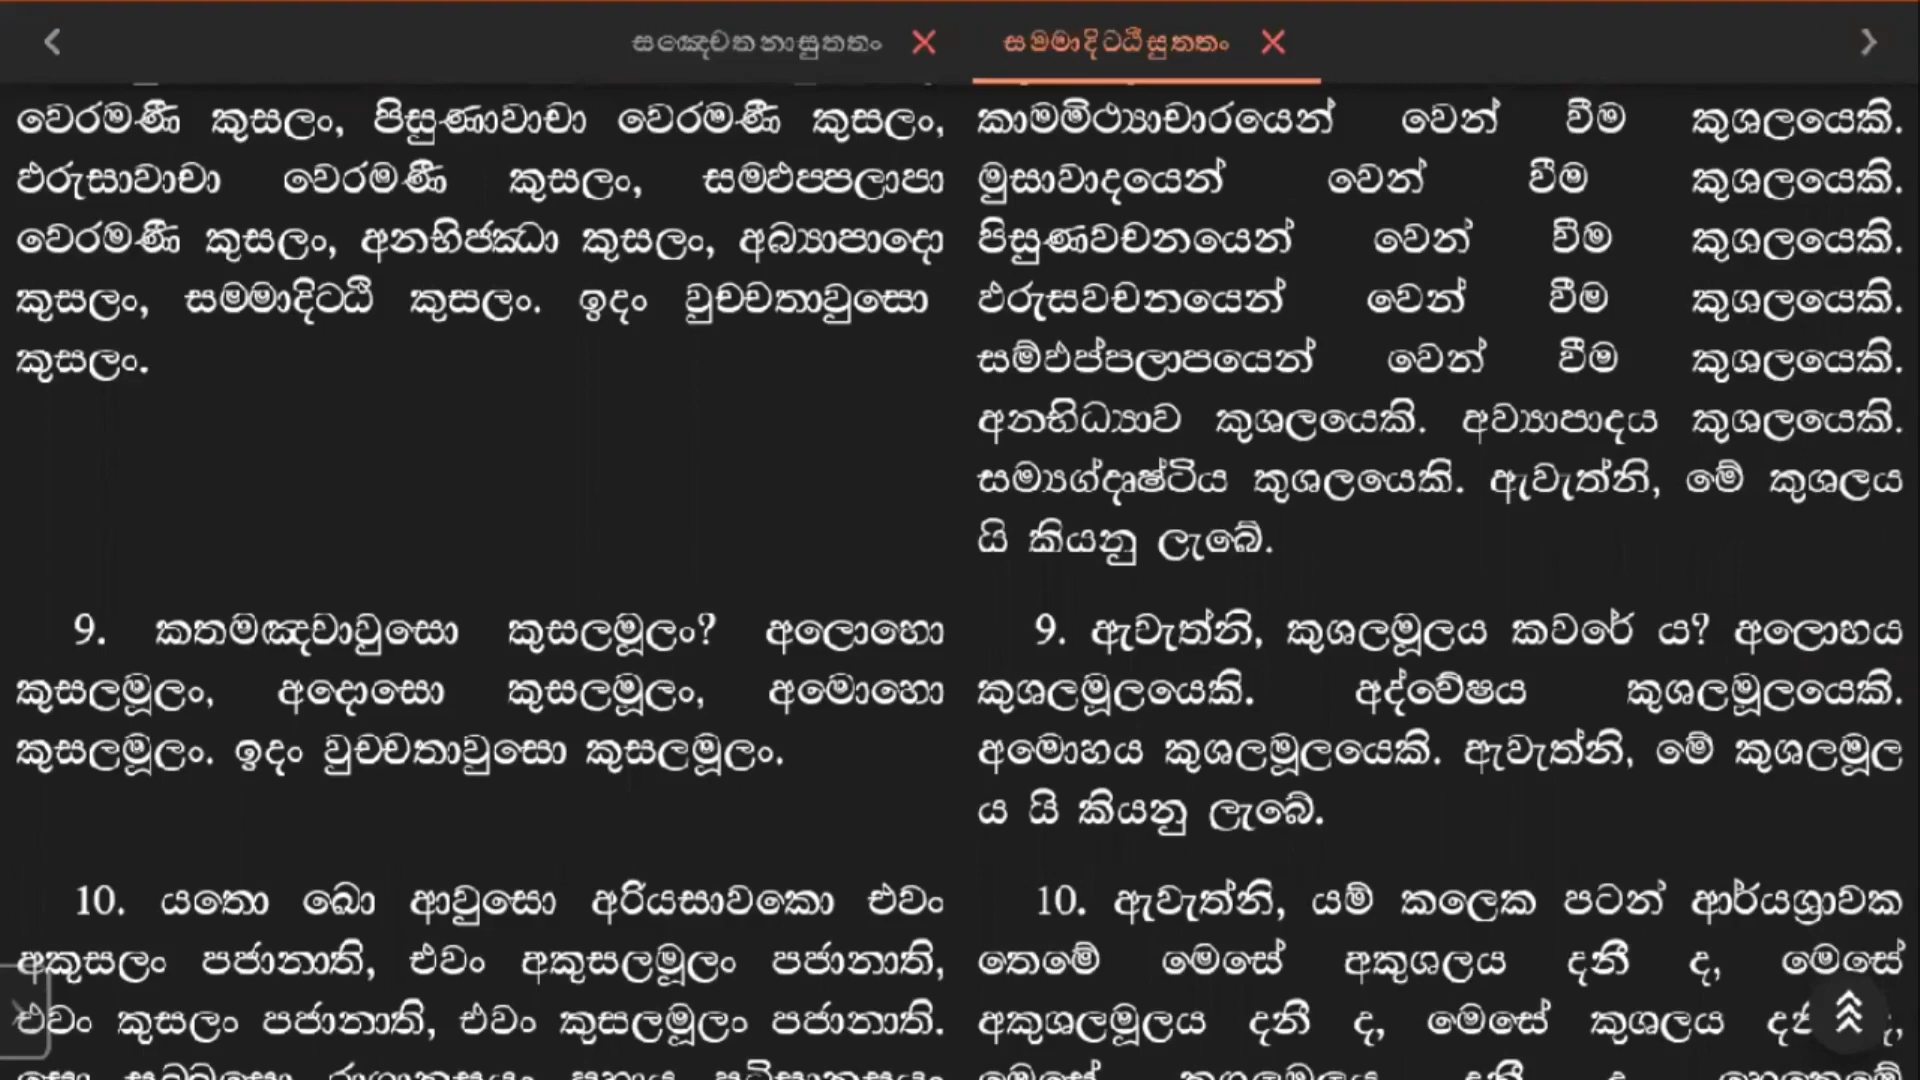 සඤ්චෙතනාසුත්තං
සම්මාදිට්ඨිසුත්තං
වෙරමණී කුසලං, පිසුණාවාචා වෙරමණී කුසලං,
ඵරුසාවාචා වෙරමණී කුසලං, සම්ඵප්පලාපා
වෙරමණී කුසලං, අනභිජ්ඣා කුසලං, අබ්‍යාපාදො
කුසලං, සම්මාදිට්ඨි කුසලං. ඉදං වුච්චතාවුසො
කුසලං.
9. කතමඤ්චාවුසො කුසලමූලං? අලොභො
කුසලමූලං, අදොසො කුසලමූලං, අමොහො
කුසලමූලං. ඉදං වුච්චතාවුසො කුසලමූලං.
10. යතො ඛො ආවුසො අරියසාවකො එවං
අකුසලං පජානාති, එවං අකුසලමූලං පජානාති,
එවං කුසලං පජානාති, එවං කුසලමූලං පජානාති.
කාමමිථ්‍යාචාරයෙන් වෙන් වීම කුශලයෙකි.
මුසාවාදයෙන් වෙන් වීම කුශලයෙකි.
පිසුණවචනයෙන් වෙන් වීම කුශලයෙකි.
ඵරුසවචනයෙන් වෙන් වීම කුශලයෙකි.
සම්ඵප්පලාපයෙන් වෙන් වීම කුශලයෙකි.
අනභිධ්‍යාව කුශලයෙකි. අව්‍යාපාදය කුශලයෙකි.
සම්‍යග්දෘෂ්ටිය කුශලයෙකි. ඇවැත්නි, මේ කුශලය
යි කියනු ලැබේ.
9. ඇවැත්නි, කුශලමූලය කවරේ ය? අලොභය
කුශලමූලයෙකි. අද්වේෂය කුශලමූලයෙකි.
අමොහය කුශලමූලයෙකි. ඇවැත්නි, මේ කුශලමූල
ය යි කියනු ලැබේ.
10. ඇවැත්නි, යම් කලෙක පටන් ආර්යශ්‍රාවක
තෙමේ මෙසේ අකුශලය දනී ද, මෙසේ
අකුශලමූලය දනී ද, මෙසේ කුශලය